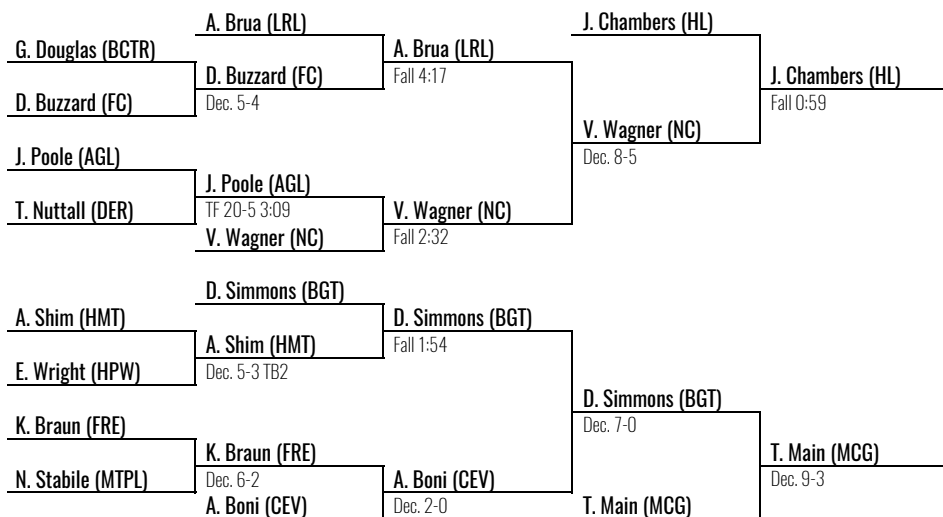 A. Brua (LRL)
J. Chambers (HL)
G. Douglas (BCTR)
A. Brua (LRL)
D. Buzzard (FC)
Fall 4:17
J. Chambers (HL)
D. Buzzard (FC)
Dec. 5-4
Fall 0:59
V. Wagner (NC)
J. Poole (AGL)
Dec. 8-5
J. Poole (AGL)
T. Nuttall (DER)
TF 20-5 3:09
V. Wagner (NC)
V. Wagner (NC)
Fall 2:32
D. Simmons (BGT)
A. Shim (HMT)
D. Simmons (BGT)
A. Shim (HMT)
Fall 1:54
E. Wright (HPW)
Dec. 5-3 TB2
D. Simmons (BGT)
K. Braun (FRE)
Dec. 7-0
K. Braun (FRE)
T. Main (MCG)
N. Stabile (MTPL)
Dec. 6-2
A. Boni (CEV)
Dec. 9-3
A. Boni (CEV)
Dec. 2-0
T. Main (MCG)